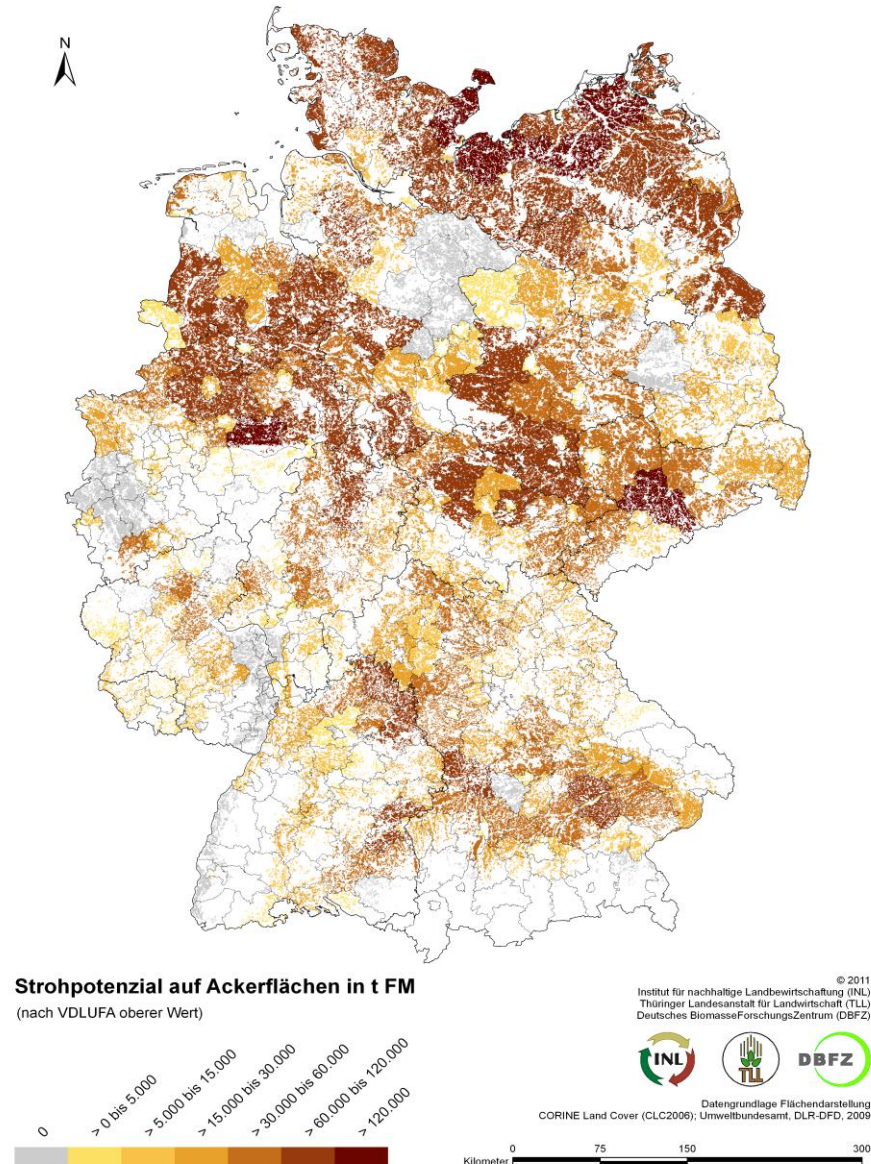 N
Strohpotenzial auf Ackerflächen in t FM
(nach VDLUFA oberer Wert)
0
> 0 bis 5.000
> 5.000 bis 15.000
> 15.000 bis 30.000
> 30.000 bis 60.000
> 60.000 bis 120.000
> 120.000
© 2011
Institut für nachhaltige Landbewirtschaftung (INL)
Thüringer Landesanstalt für Landwirtschaft (TLL)
Deutsches BiomasseForschungsZentrum (DBFZ)
INL
TLL
DBFZ
Datengrundlage Flächendarstellung
CORINE Land Cover (CLC2006); Umweltbundesamt, DLR-DFD, 2009
Kilometer
0 75 150 300